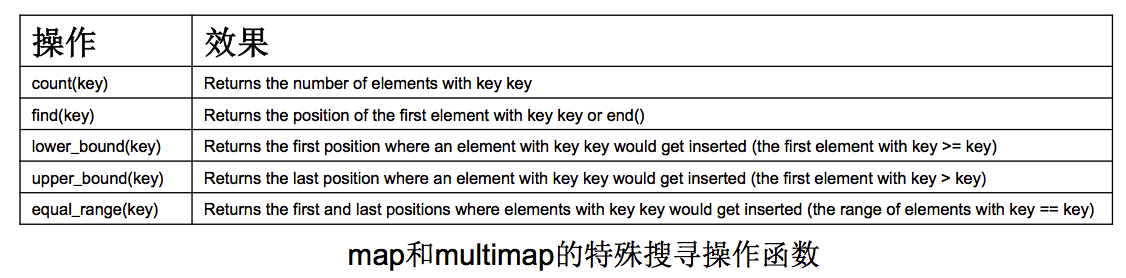 操作 效果
count(key) Returns the number of elements with key key
find(key) Returns the position of the first element with key key or end()
lower_bound(key) Returns the first position where an element with key key would get inserted (the first element with key >= key)
upper_bound(key) Returns the last position where an element with key key would get inserted (the first element with key > key)
equal_range(key) Returns the first and last positions where elements with key key would get inserted (the range of elements with key == key)
map和multimap的特殊搜寻操作函数